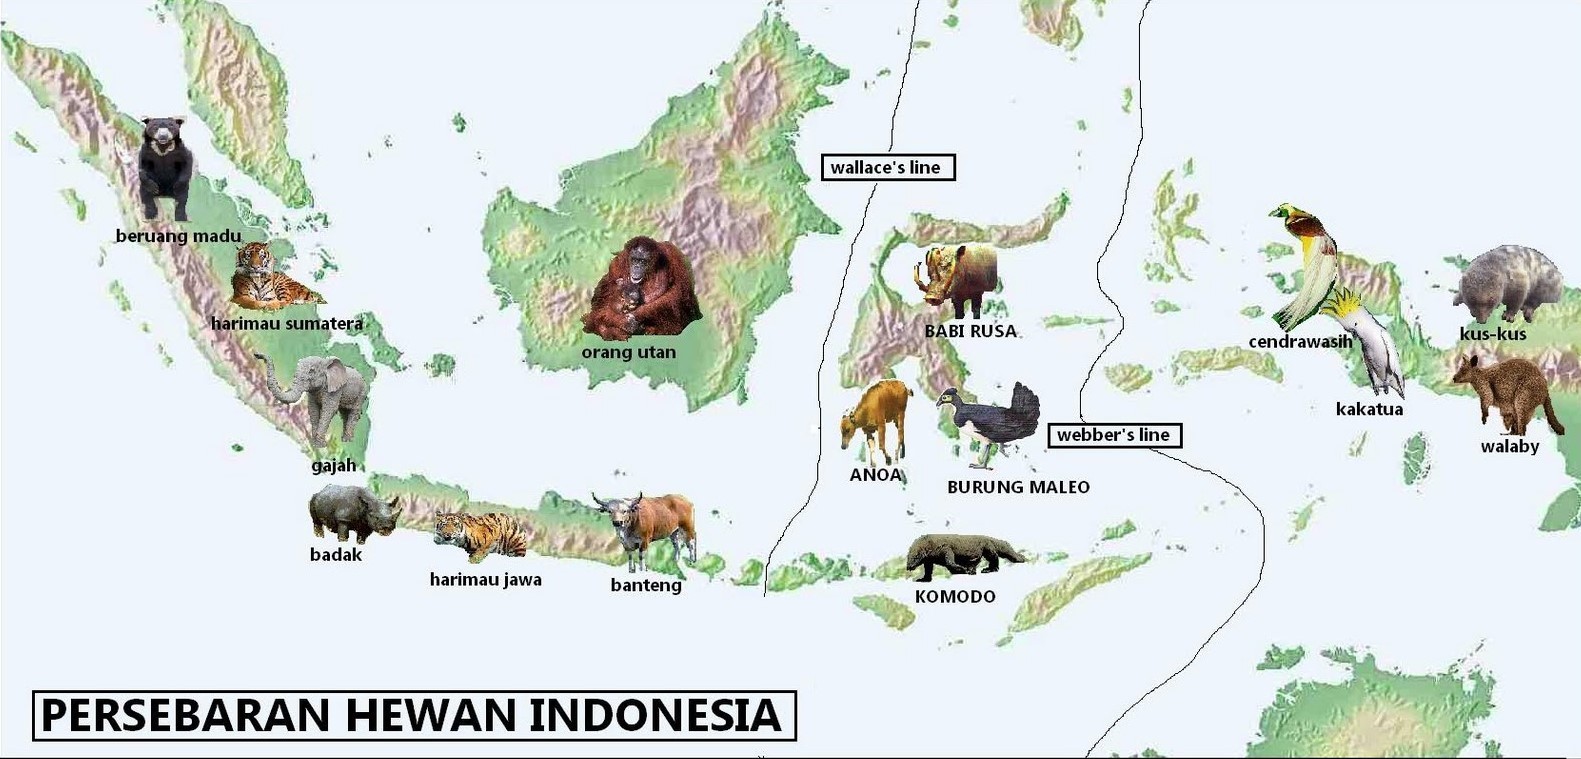 wallace's line
beruang madu
harimau sumatera
orang utan
BABI RUSA
cendrawasih
kus-kus
kakatua
walaby
webber's line
gajah
ANOA
BURUNG MALEO
badak
harimau jawa
banteng
KOMODO
PERSEBARAN HEWAN INDONESIA